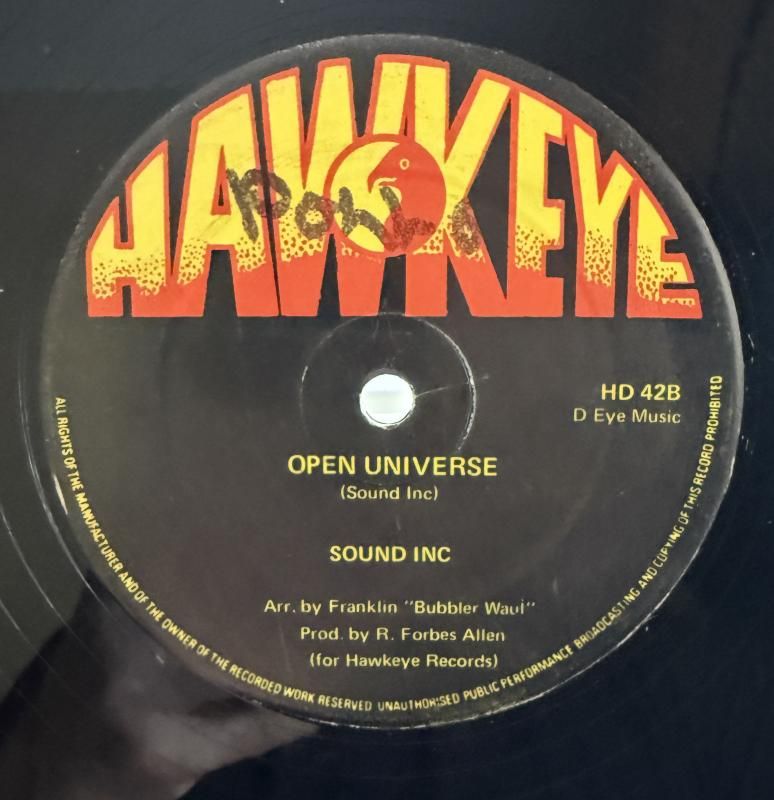 HAWKEYE
HD 42B
D Eye Music
OPEN UNIVERSE
(Sound Inc)
SOUND INC
Arr. by Franklin "Bubbler Waul"
Prod. by R. Forbes Allen
(for Hawkeye Records)
ALL RIGHTS OF THE MANUFACTURER AND OF THE OWNER OF THE RECORDED WORK RESERVED UNAUTHORISED PUBLIC PERFORMANCE BROADCASTING AND COPYING OF THIS RECORD PROHIBITED